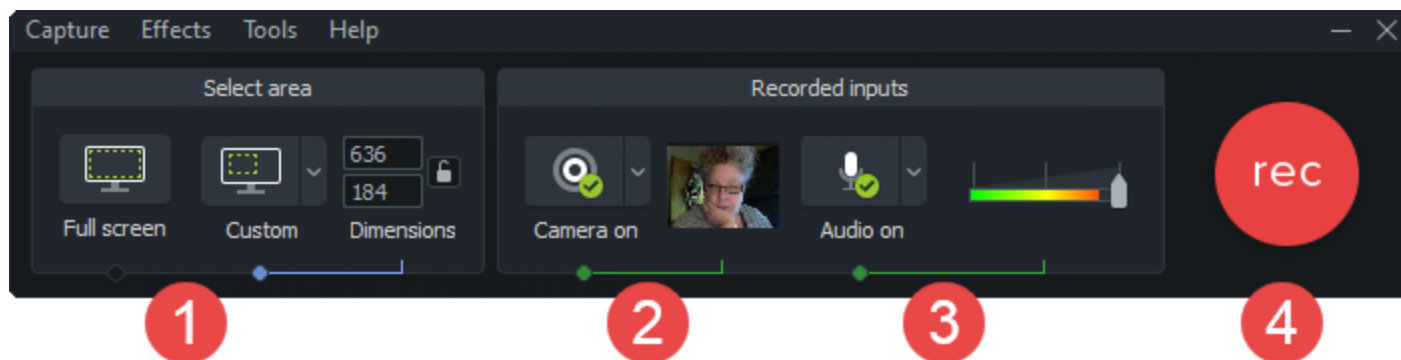 Capture Effects Tools Help
Select area
Recorded inputs
636
184
rec
Full screen
Custom
Dimensions
Camera on
Audio on
1
2
3
4